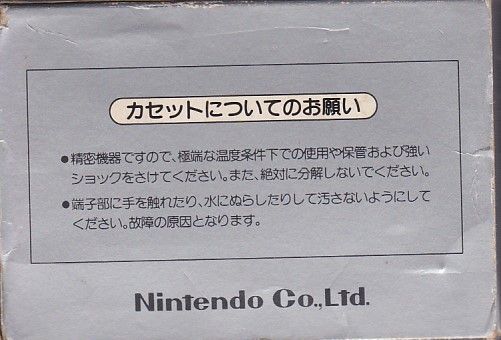 カセットについてのお願い
●精密機器ですので、極端な温度条件下での使用や保管および強い
ショックをさけてください。また、絶対に分解しないでください。
●端子部に手を触れたり、水にぬらしたりして汚さないようにして
ください。故障の原因となります。
Nintendo Co.,Ltd.